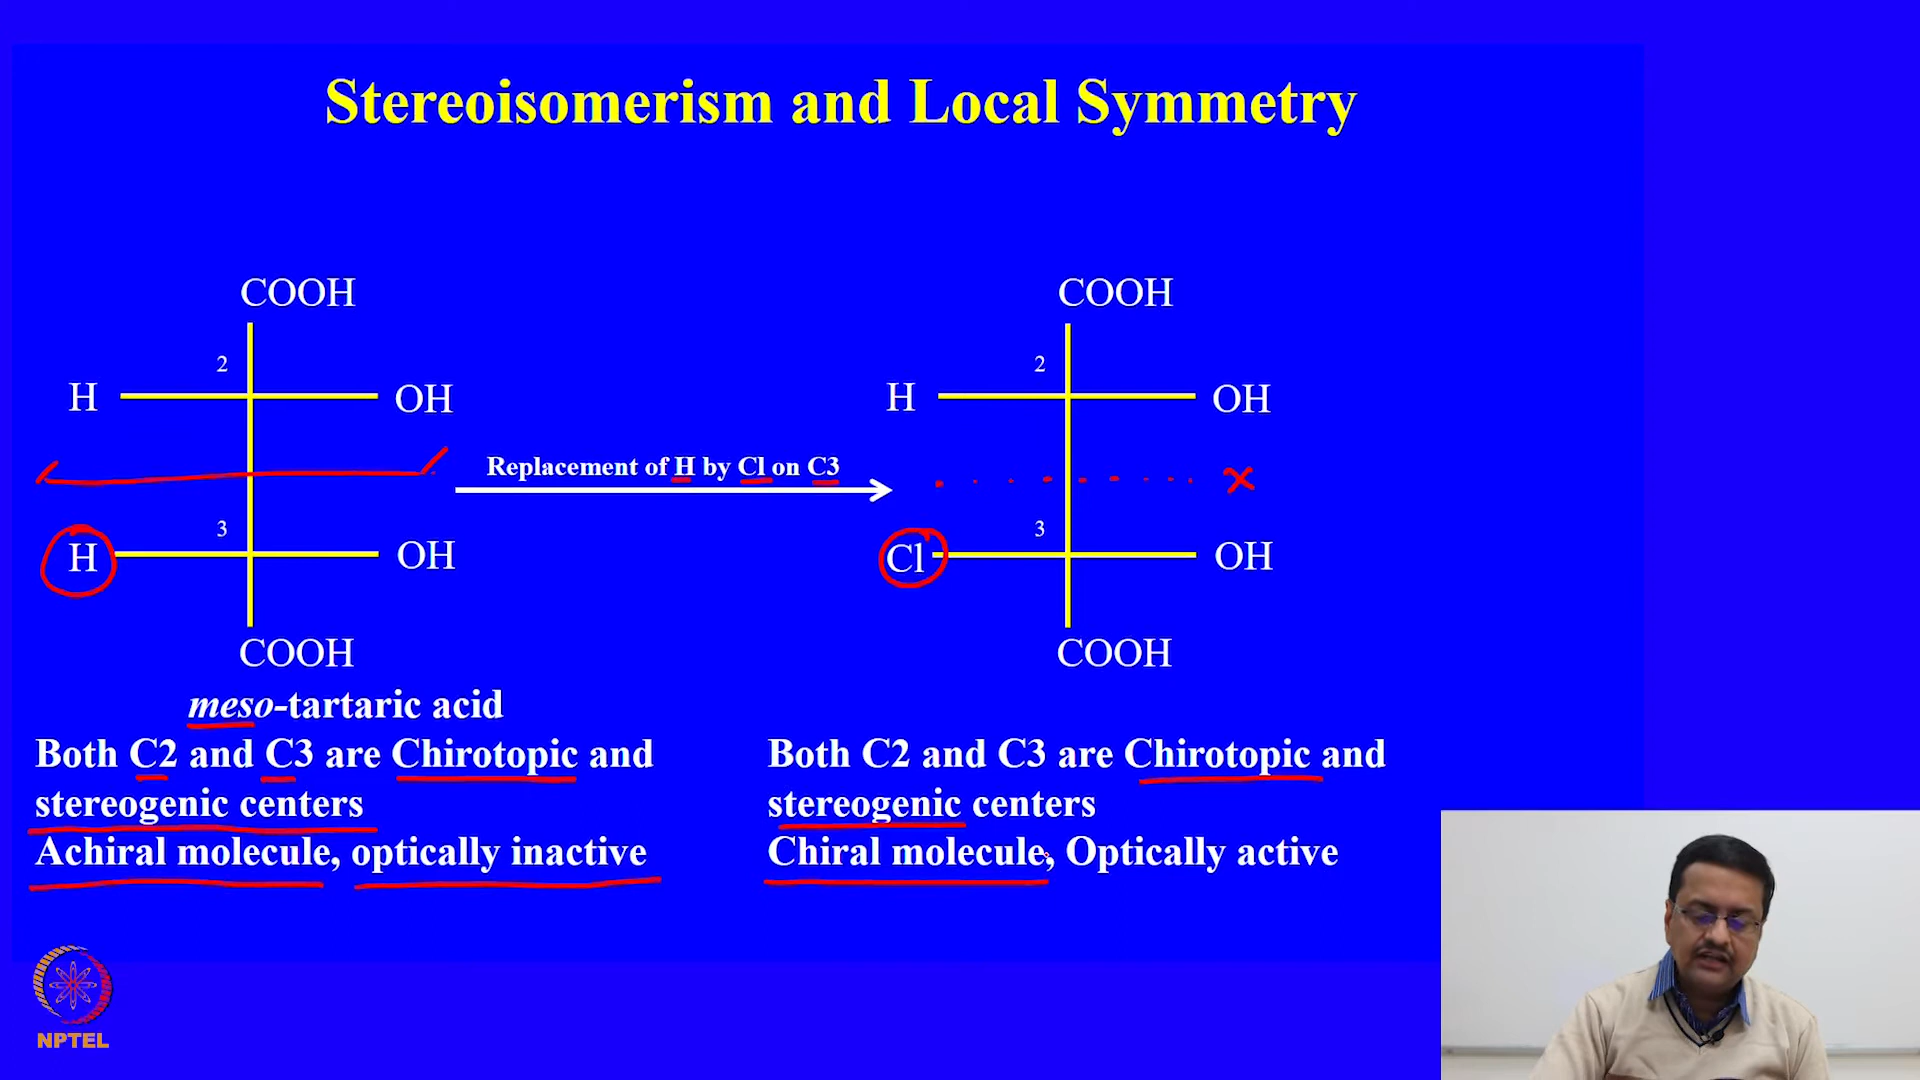 Stereoisomerism and Local Symmetry
COOH
2
H OH
H OH
3
COOH
meso-tartaric acid
Both C2 and C3 are Chirotopic and
stereogenic centers
Achiral molecule, optically inactive
Replacement of H by Cl on C3
COOH
2
H OH
x
3
Cl OH
COOH
Both C2 and C3 are Chirotopic and
stereogenic centers
Chiral molecule, Optically active
NPTEL